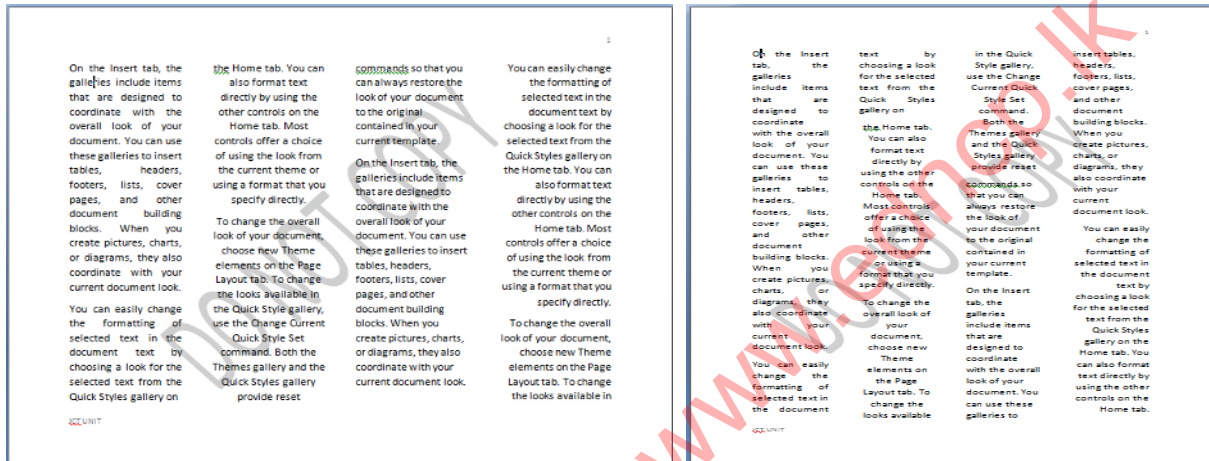 1
On the Insert tab, the
galleries include items
that are designed to
coordinate with the
overall look of your
document. You can use
these galleries to insert
tables, headers,
footers, lists, cover
pages, and other
document building
blocks. When you
create pictures, charts,
or diagrams, they also
coordinate with your
current document look.
You can easily change
the formatting of
selected text in the
document text by
choosing a look for the
selected text from the
Quick Styles gallery on
the Home tab. You can
also format text
directly by using the
other controls on the
Home tab. Most
controls offer a choice
of using the look from
the current theme or
using a format that you
specify directly.
To change the overall
look of your document,
choose new Theme
elements on the Page
Layout tab. To change
the looks available in
the Quick Style gallery,
use the Change Current
Quick Style Set
command. Both the
Themes gallery and the
Quick Styles gallery
provide reset
commands so that you
can always restore the
look of your document
to the original
contained in your
current template.
On the Insert tab, the
galleries include items
that are designed to
coordinate with the
overall look of your
document. You can use
these galleries to insert
tables, headers,
footers, lists, cover
pages, and other
document building
blocks. When you
create pictures, charts,
or diagrams, they also
coordinate with your
current document look.
You can easily change
the formatting of
selected text in the
document text by
choosing a look for the
selected text from the
Quick Styles gallery on
the Home tab. You can
also format text
directly by using the
other controls on the
Home tab. Most
controls offer a choice
of using the look from
the current theme or
using a format that you
specify directly.
To change the overall
look of your document,
choose new Theme
elements on the Page
Layout tab. To change
the looks available in
ICT UNIT
DO NOT COPY
1
On the Insert
tab, the
galleries
include items
that are
designed to
coordinate
with the overall
look of your
document. You
can use these
galleries to
insert tables,
headers,
footers, lists,
cover pages,
and other
document
building blocks.
When you
create pictures,
charts, or
diagrams, they
also coordinate
with your
current
document look.
You can easily
change the
formatting of
selected text in
the document
text by
choosing a look
for the selected
text from the
Quick Styles
gallery on
the Home tab.
You can also
format text
directly by
using the other
controls on the
Home tab.
Most controls
offer a choice
of using the
look from the
current theme
or using a
format that you
specify directly.
To change the
overall look of
your
document,
choose new
Theme
elements on
the Page
Layout tab. To
change the
looks available
in the Quick
Style gallery,
use the Change
Current Quick
Style Set
command.
Both the
Themes gallery
and the Quick
Styles gallery
provide reset
commands so
that you can
always restore
the look of
your document
to the original
contained in
your current
template.
On the Insert
tab, the
galleries
include items
that are
designed to
coordinate
with the overall
look of your
document. You
can use these
galleries to
insert tables,
headers,
footers, lists,
cover pages,
and other
document
building blocks.
When you
create pictures,
charts, or
diagrams, they
also coordinate
with your
current
document look.
You can easily
change the
formatting of
selected text in
the document
text by
choosing a look
for the selected
text from the
Quick Styles
gallery on the
Home tab. You
can also format
text directly by
using the other
controls on the
Home tab.
ICT UNIT
DO NOT COPY